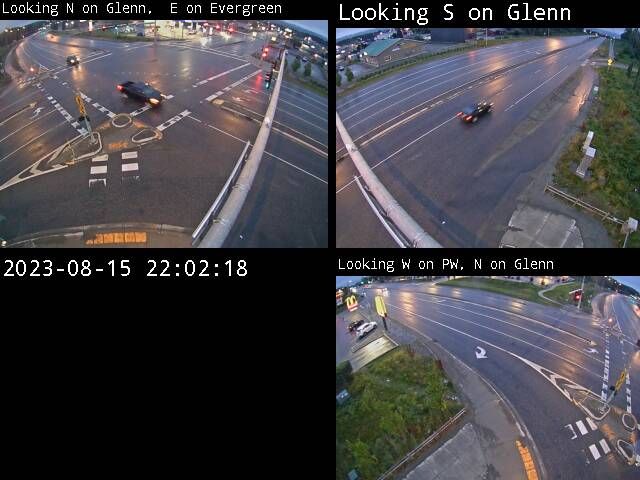 Looking N on Glenn, E on Evergreen
Looking S on Glenn
2023-08-15 22:02:18
Looking W on PW, N on Glenn